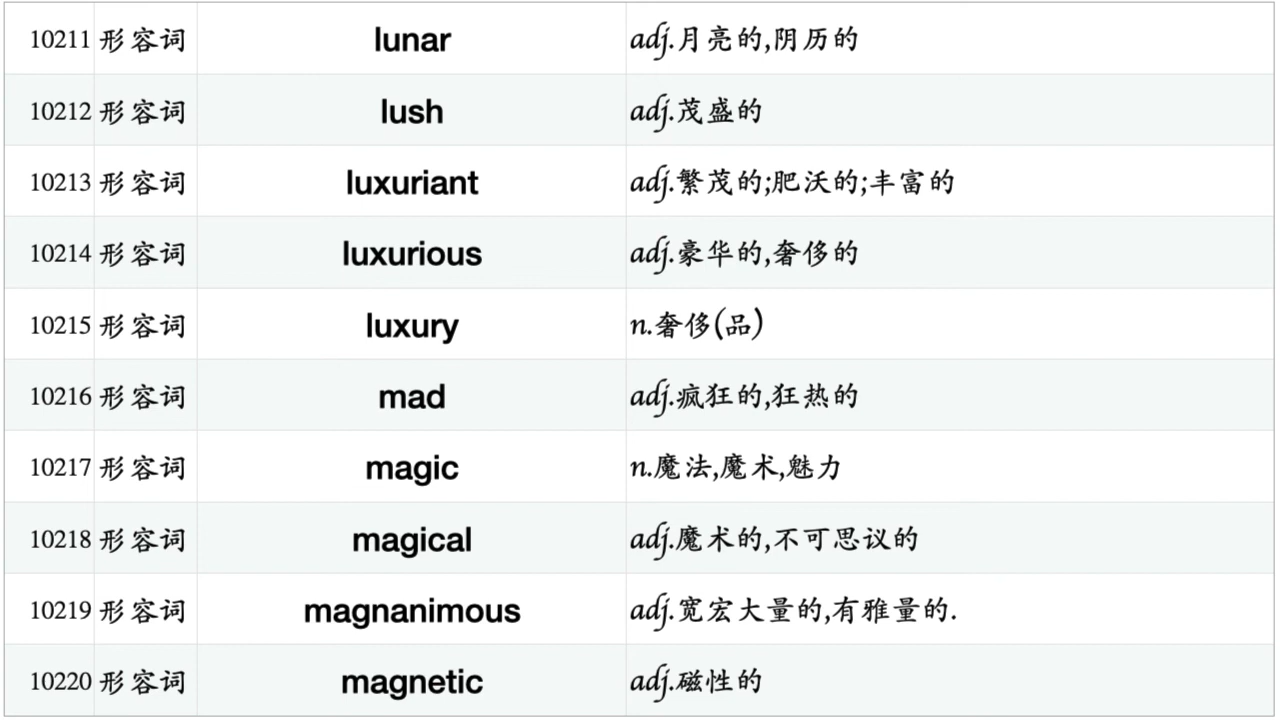 10211 形容词 lunar adj.月亮的,阴历的
10212 形容词 lush adj.茂盛的
10213 形容词 luxuriant adj.繁茂的;肥沃的;丰富的
10214 形容词 luxurious adj.豪华的,奢侈的
10215 形容词 luxury n.奢侈(品)
10216 形容词 mad adj.疯狂的,狂热的
10217 形容词 magic n.魔法,魔术,魅力
10218 形容词 magical adj.魔术的,不可思议的
10219 形容词 magnanimous adj.宽宏大量的,有雅量的.
10220 形容词 magnetic adj.磁性的